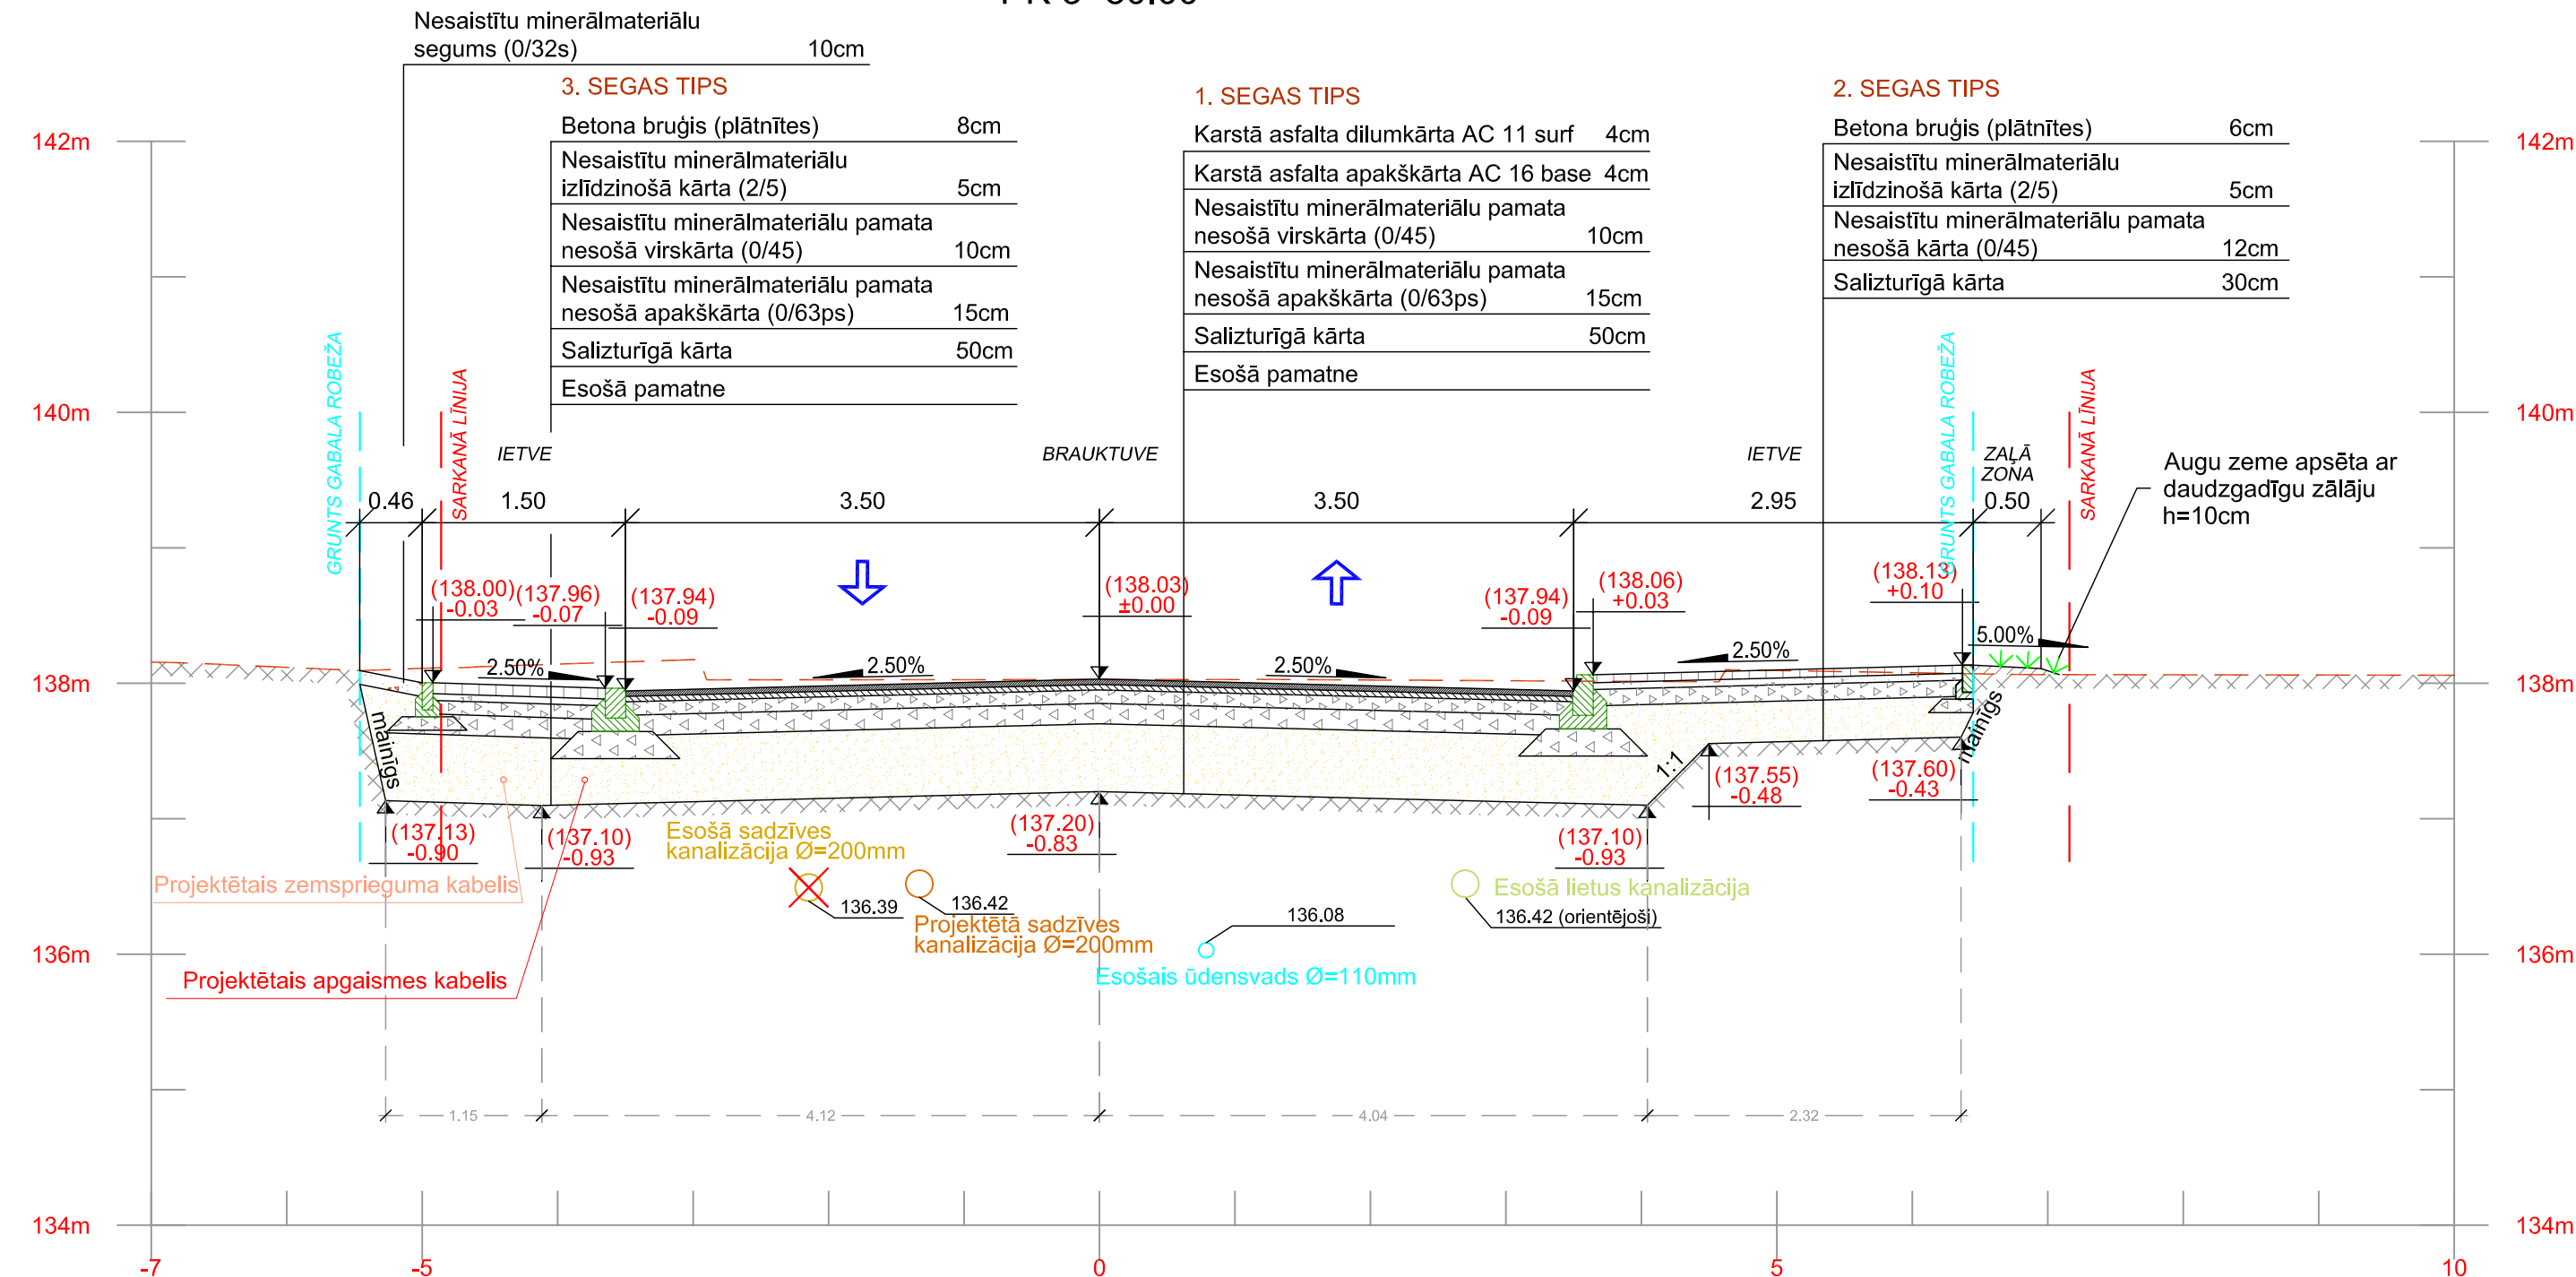 Nesaistītu minerālmateriālu
segums (0/32s) 10cm
3. SEGAS TIPS
Betona bruģis (plātnītes) 8cm
Nesaistītu minerālmateriālu
izlīdzinošā kārta (2/5) 5cm
Nesaistītu minerālmateriālu pamata
nesošā virskārta (0/45) 10cm
Nesaistītu minerālmateriālu pamata
nesošā apakškārta (0/63ps) 15cm
Salizturīgā kārta 50cm
Esošā pamatne
1. SEGAS TIPS
Karstā asfalta dilumkārta AC 11 surf 4cm
Karstā asfalta apakškārta AC 16 base 4cm
Nesaistītu minerālmateriālu pamata
nesošā virskārta (0/45) 10cm
Nesaistītu minerālmateriālu pamata
nesošā apakškārta (0/63ps) 15cm
Salizturīgā kārta 50cm
Esošā pamatne
2. SEGAS TIPS
Betona bruģis (plātnītes) 6cm
Nesaistītu minerālmateriālu
izlīdzinošā kārta (2/5) 5cm
Nesaistītu minerālmateriālu pamata
nesošā kārta (0/45) 12cm
Salizturīgā kārta 30cm
142m
140m
138m
136m
134m
142m
140m
138m
136m
134m
GRUNTS GABALA ROBEŽA
SARKANĀ LĪNIJA
IETVE
BRAUKTUVE
IETVE
GRUNTS GABALA ROBEŽA
ZAĻĀ
ZONA
SARKANĀ LĪNIJA
Augu zeme apsēta ar
daudzgadīgu zālāju
h=10cm
0.46 1.50 3.50 3.50 2.95 0.50
(138.00)
-0.03
(137.96)
-0.07
(137.94)
-0.09
(138.03)
±0.00
(137.94)
-0.09
(138.06)
+0.03
(138.13)
+0.10
2.50% 2.50% 2.50% 2.50% 5.00%
mainīgs
1:1
mainīgs
(137.13)
-0.90
(137.10)
-0.93
(137.20)
-0.83
(137.10)
-0.93
(137.55)
-0.48
(137.60)
-0.43
Esošā sadzīves
kanalizācija Ø=200mm
136.39
136.42
Projektētā sadzīves
kanalizācija Ø=200mm
136.08
Esošais ūdensvads Ø=110mm
Esošā lietus kanalizācija
136.42 (orientējoši)
Projektētais zemsprieguma kabelis
Projektētais apgaismes kabelis
1.15 4.12 4.04 2.32
-7 -5 0 5 10